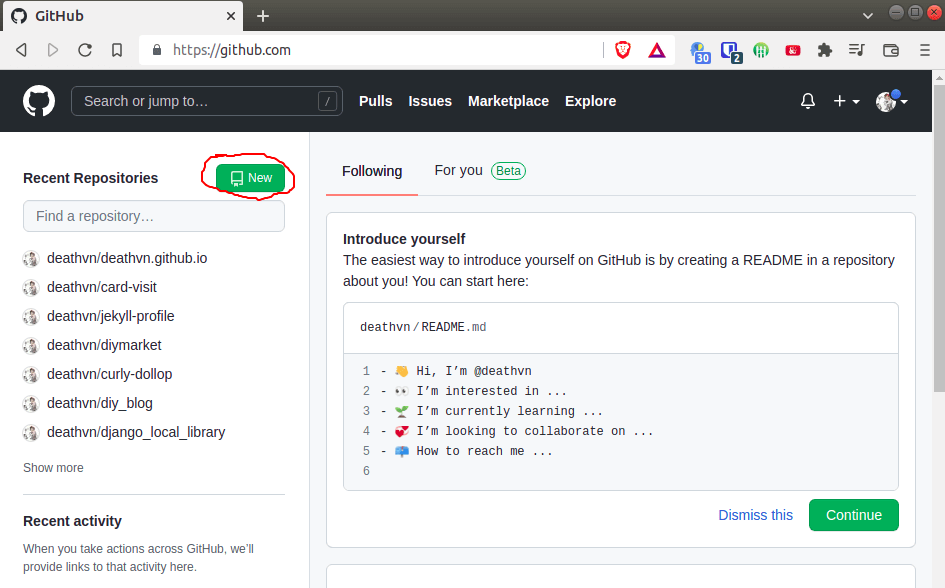 GitHub
https://github.com
30
2
Search or jump to…
/
Pulls
Issues
Marketplace
Explore
Recent Repositories
New
Find a repository…
deathvn/deathvn.github.io
deathvn/card-visit
deathvn/jekyll-profile
deathvn/diymarket
deathvn/curly-dollop
deathvn/diy_blog
deathvn/django_local_library
Show more
Recent activity
When you take actions across GitHub, we’ll
provide links to that activity here.
Following
For you
Beta
Introduce yourself
The easiest way to introduce yourself on GitHub is by creating a README in a repository
about you! You can start here:
deathvn/README.md
1 - 👋 Hi, I’m @deathvn
2 - 👀 I’m interested in ...
3 - 🌱 I’m currently learning ...
4 - 💞️ I’m looking to collaborate on ...
5 - 📫 How to reach me ...
6
Dismiss this
Continue